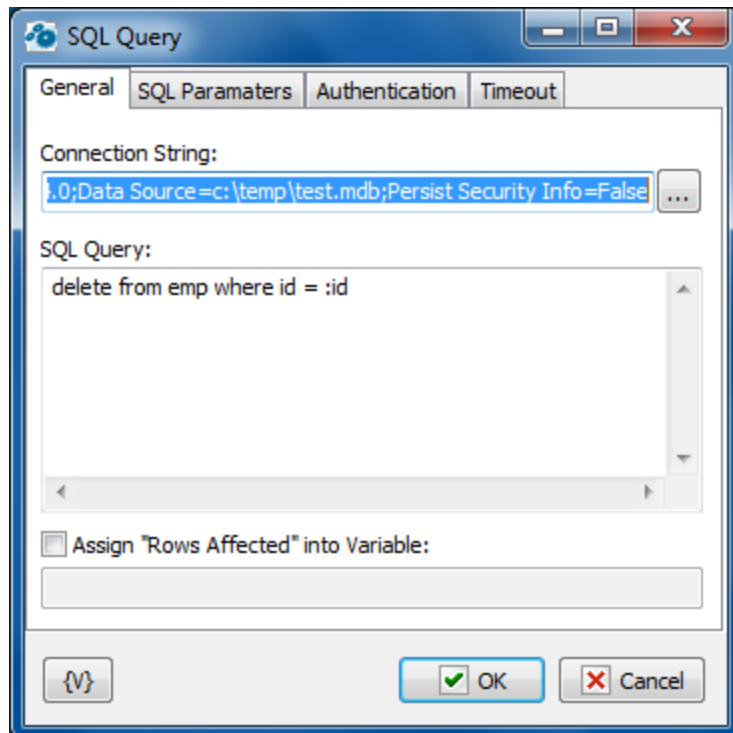 SQL Query
General SQL Paramaters Authentication Timeout
Connection String:
.0;Data Source=c:\temp\test.mdb;Persist Security Info=False ...
SQL Query:
delete from emp where id = :id
Assign "Rows Affected" into Variable:
{V} OK Cancel